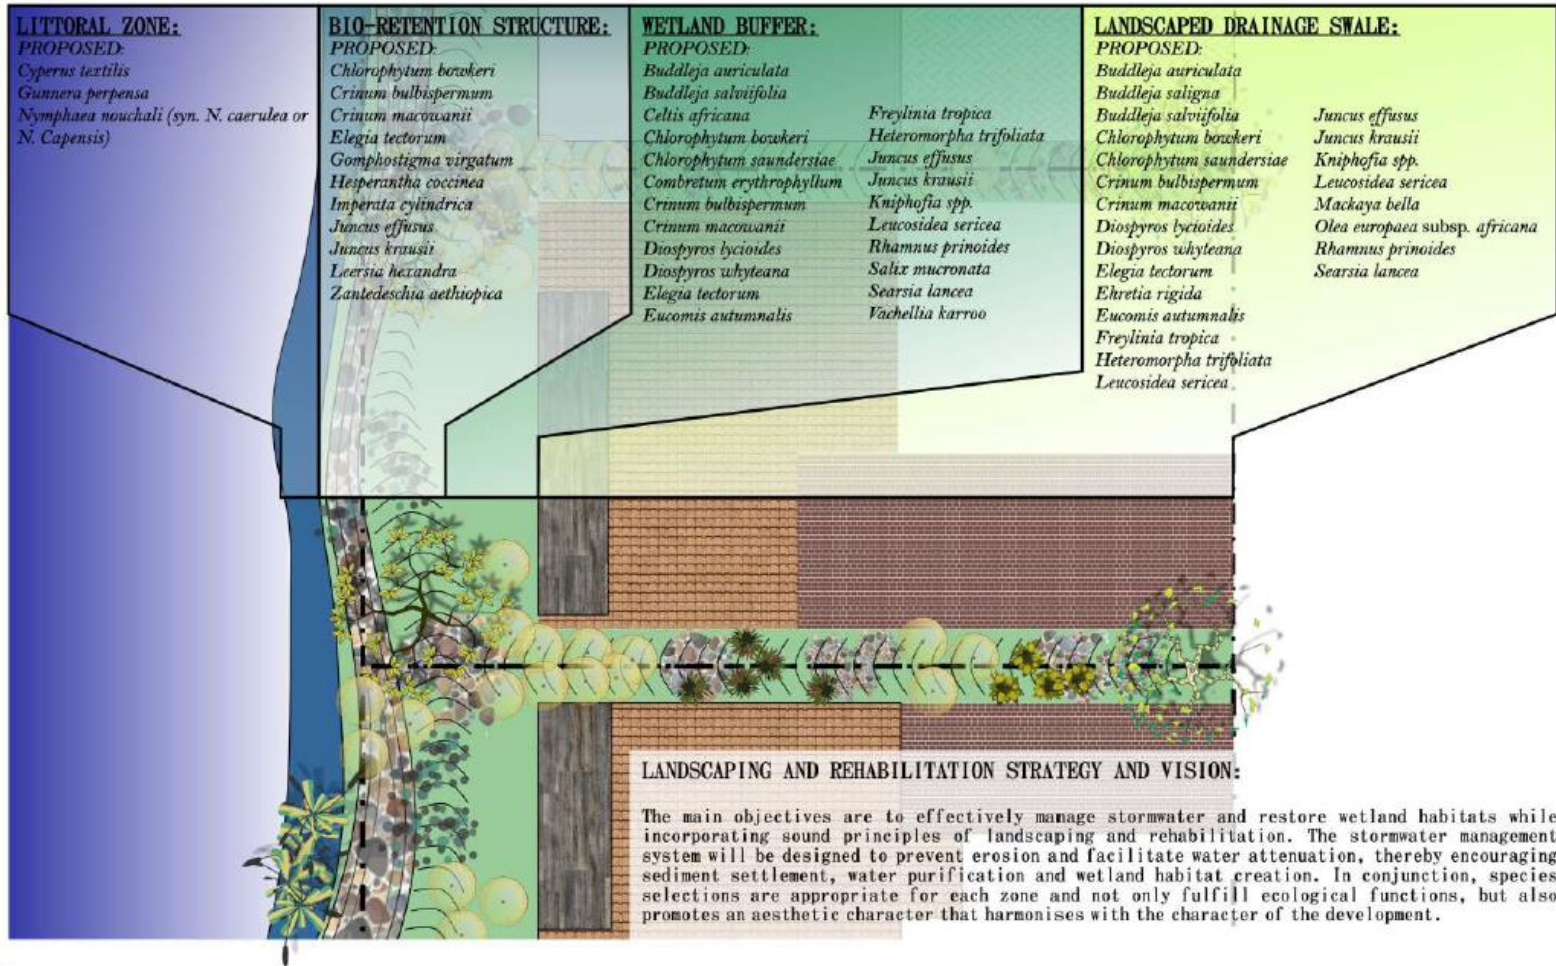 LITTORAL ZONE:
PROPOSED:
Cyperus textilis
Gunnera perpensa
Nymphaea nouchali (syn. N. caerulea or
N. Capensis)
BIO-RETENTION STRUCTURE:
PROPOSED:
Chlorophytum bowkeri
Crinum bulbispermum
Crinum macowanii
Elegia tectorum
Gomphostigma virgatum
Hesperantha coccinea
Imperata cylindrica
Juncus effusus
Juncus krausii
Leersia hexandra
Zantedeschia aethiopica
WETLAND BUFFER:
PROPOSED:
Buddleja auriculata
Buddleja salviifolia
Celtis africana
Chlorophytum bowkeri
Chlorophytum saundersiae
Combretum erythrophyllum
Crinum bulbispermum
Crinum macowanii
Diospyros lycioides
Diospyros whyteana
Elegia tectorum
Eucomis autumnalis
Freylinia tropica
Heteromorpha trifoliata
Juncus effusus
Juncus krausii
Kniphofia spp.
Leucosidea sericea
Rhamnus prinoides
Salix mucronata
Searsia lancea
Vachellia karroo
LANDSCAPED DRAINAGE SWALE:
PROPOSED:
Buddleja auriculata
Buddleja saligna
Buddleja salviifolia
Chlorophytum bowkeri
Chlorophytum saundersiae
Crinum bulbispermum
Crinum macowanii
Diospyros lycioides
Diospyros whyteana
Elegia tectorum
Ehretia rigida
Eucomis autumnalis
Freylinia tropica
Heteromorpha trifoliata
Leucosidea sericea
Juncus effusus
Juncus krausii
Kniphofia spp.
Leucosidea sericea
Mackaya bella
Olea europaea subsp. africana
Rhamnus prinoides
Searsia lancea
LANDSCAPING AND REHABILITATION STRATEGY AND VISION:
The main objectives are to effectively manage stormwater and restore wetland habitats while
incorporating sound principles of landscaping and rehabilitation. The stormwater management
system will be designed to prevent erosion and facilitate water attenuation, thereby encouraging
sediment settlement, water purification and wetland habitat creation. In conjunction, species
selections are appropriate for each zone and not only fulfill ecological functions, but also
promotes an aesthetic character that harmonises with the character of the development.